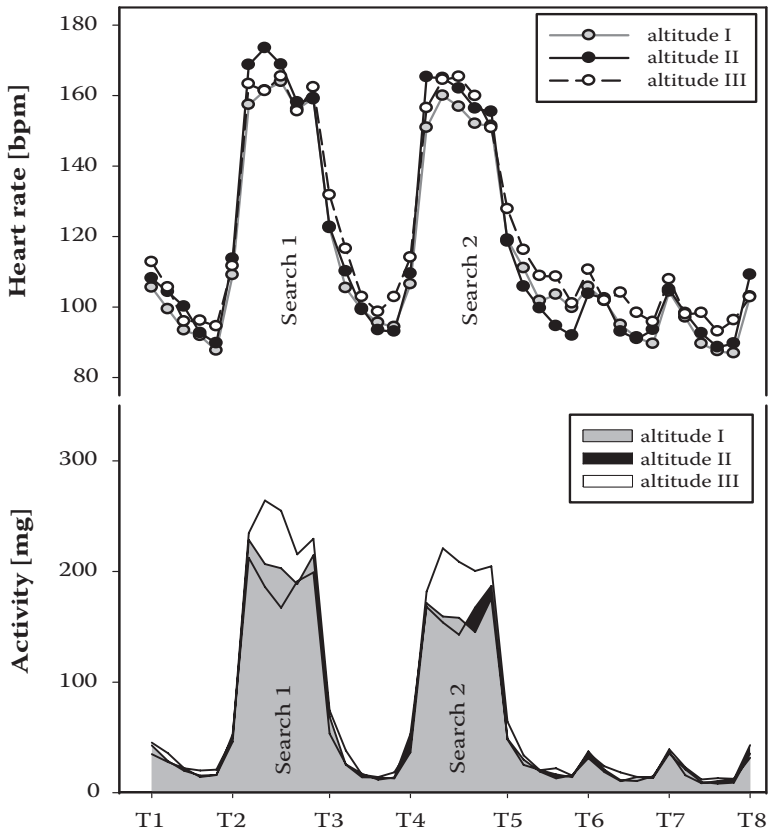 180
160
140
120
100
80
Heart rate [bpm]
altitude I
altitude II
altitude III
Search 1
Search 2
300
200
100
0
Activity [mg]
altitude I
altitude II
altitude III
Search 1
Search 2
T1 T2 T3 T4 T5 T6 T7 T8